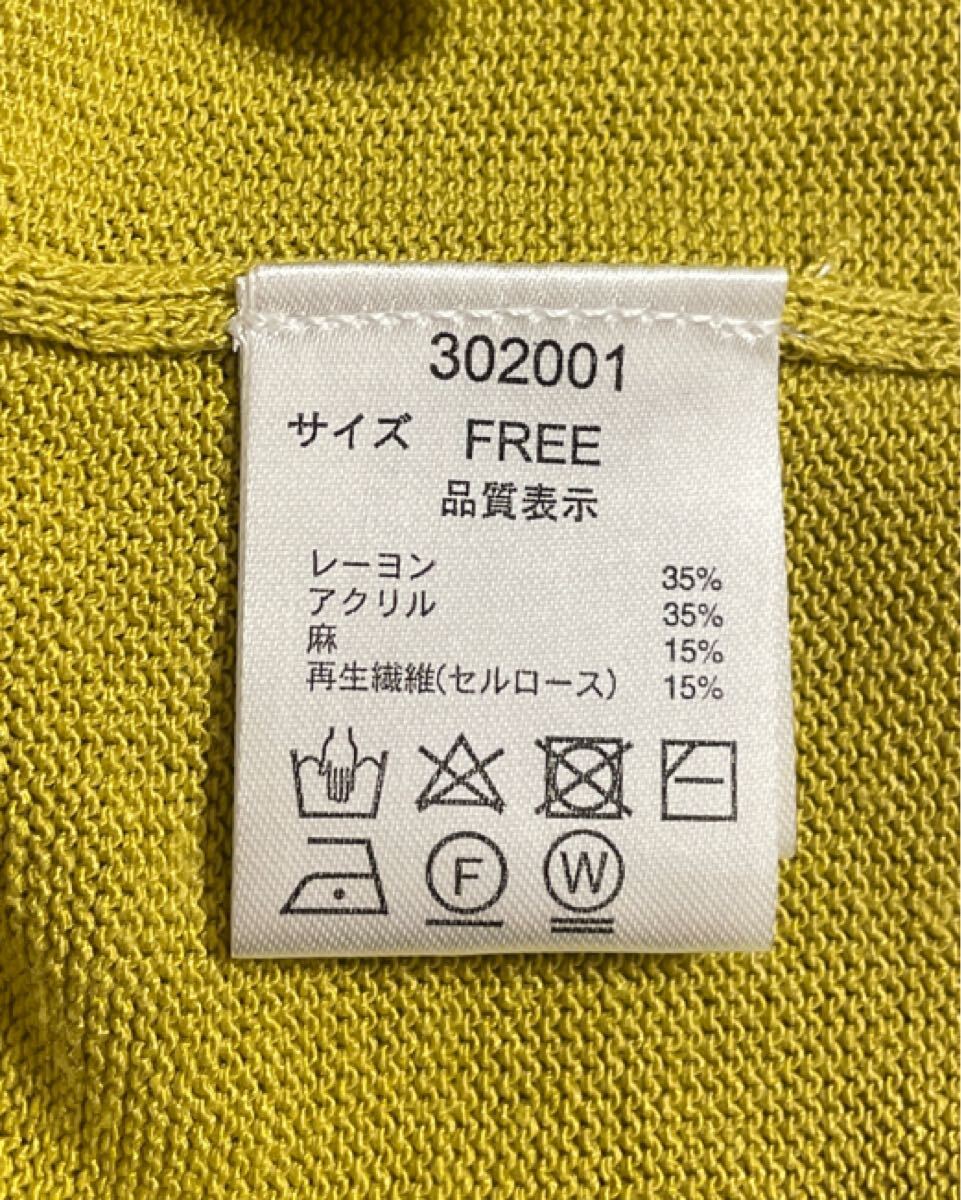 302001
サイズ FREE
品質表示
レーヨン 35%
アクリル 35%
麻 15%
再生繊維(セルロース) 15%
F W